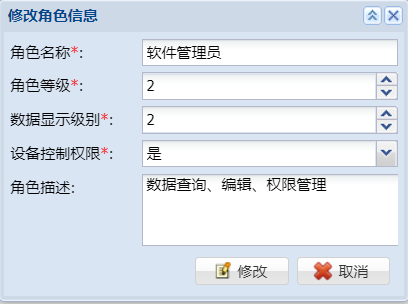 修改角色信息
角色名称*: 软件管理员
角色等级*: 2
数据显示级别*: 2
设备控制权限*: 是
角色描述: 数据查询、编辑、权限管理
修改 取消